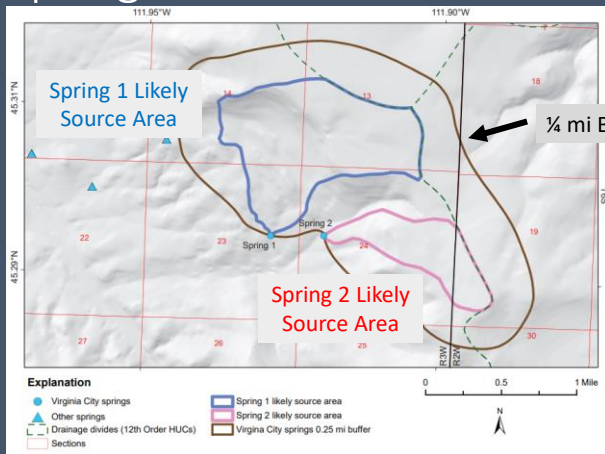 111.95°W
111.90°W
45.31°N
45.29°N
Spring 1 Likely
Source Area
14
13
18
¼ mi B
Spring 2
Spring 1
22
23
24
19
Spring 2 Likely
Source Area
27
25
30
R3W
R2W
Explanation
Virginia City springs
Other springs
Drainage divides (12th Order HUCs)
Sections
Spring 1 likely source area
Spring 2 likely source area
Virgina City springs 0.25 mi buffer
0
0.5
1 Mile
N